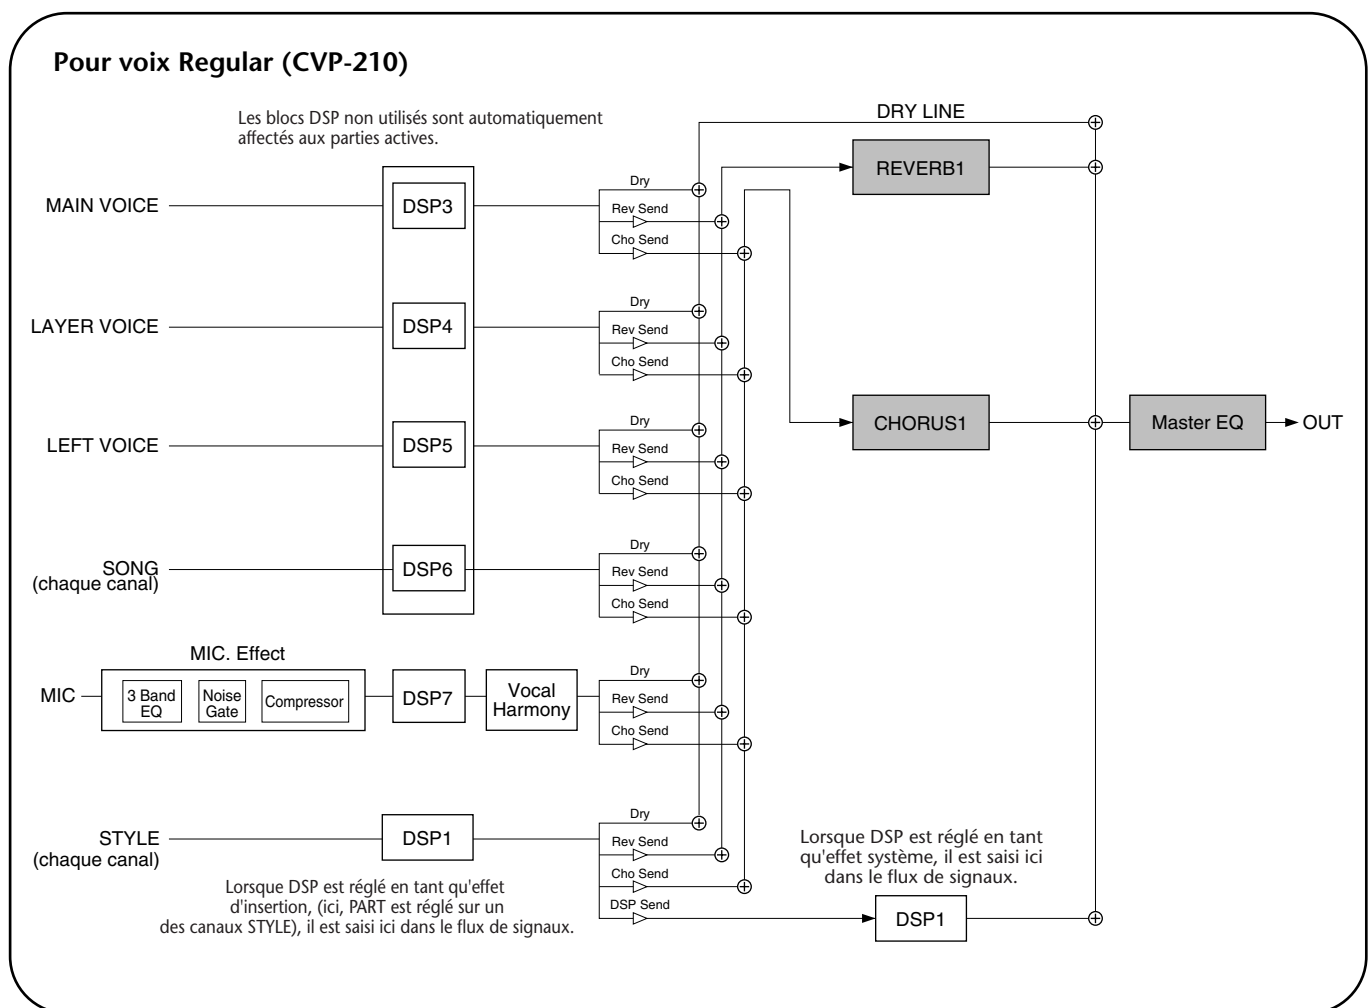 Pour voix Regular (CVP-210)
Les blocs DSP non utilisés sont automatiquement
affectés aux parties actives.
DRY LINE
REVERB1
MAIN VOICE
DSP3
Dry
Rev Send
Cho Send
LAYER VOICE
DSP4
Dry
Rev Send
Cho Send
LEFT VOICE
DSP5
Dry
Rev Send
Cho Send
CHORUS1
Master EQ
OUT
SONG
(chaque canal)
DSP6
Dry
Rev Send
Cho Send
MIC. Effect
MIC
3 Band
EQ
Noise
Gate
Compressor
DSP7
Vocal
Harmony
Dry
Rev Send
Cho Send
STYLE
(chaque canal)
DSP1
Dry
Rev Send
Cho Send
DSP Send
Lorsque DSP est réglé en tant qu'effet
d'insertion, (ici, PART est réglé sur un
des canaux STYLE), il est saisi ici dans le flux de signaux.
Lorsque DSP est réglé en tant
qu'effet système, il est saisi ici
dans le flux de signaux.
DSP1